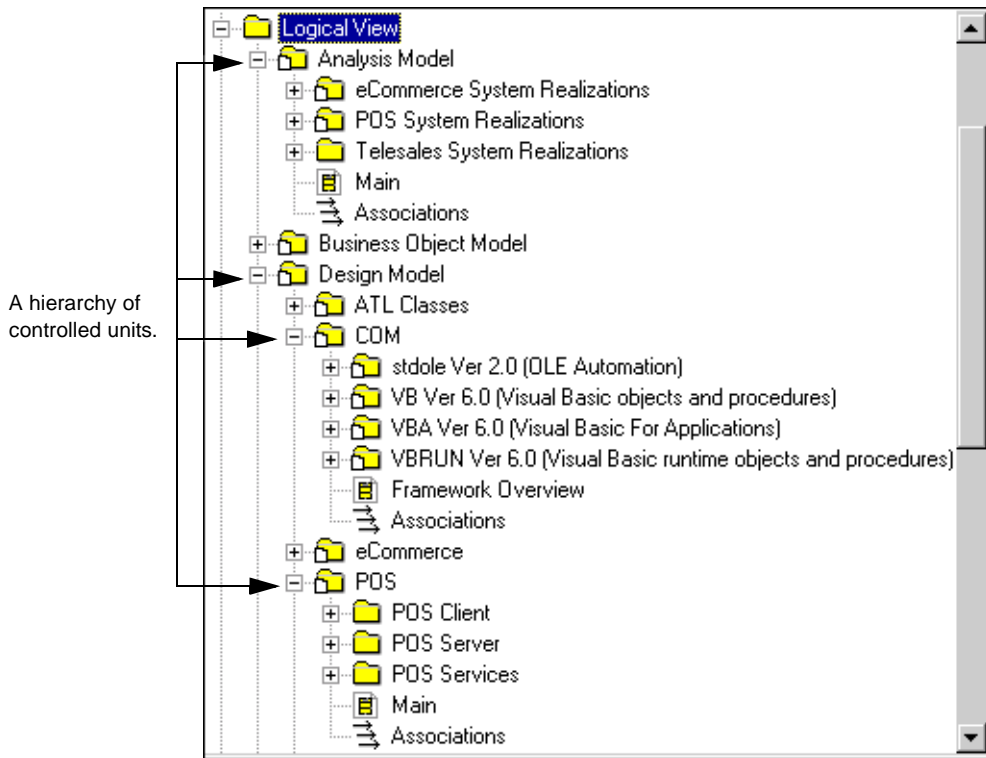 Logical View
Analysis Model
eCommerce System Realizations
POS System Realizations
Telesales System Realizations
Main
Associations
Business Object Model
Design Model
A hierarchy of
controlled units.
ATL Classes
COM
stdole Ver 2.0 (OLE Automation)
VB Ver 6.0 (Visual Basic objects and procedures)
VBA Ver 6.0 (Visual Basic For Applications)
VBRUN Ver 6.0 (Visual Basic runtime objects and procedures)
Framework Overview
Associations
eCommerce
POS
POS Client
POS Server
POS Services
Main
Associations